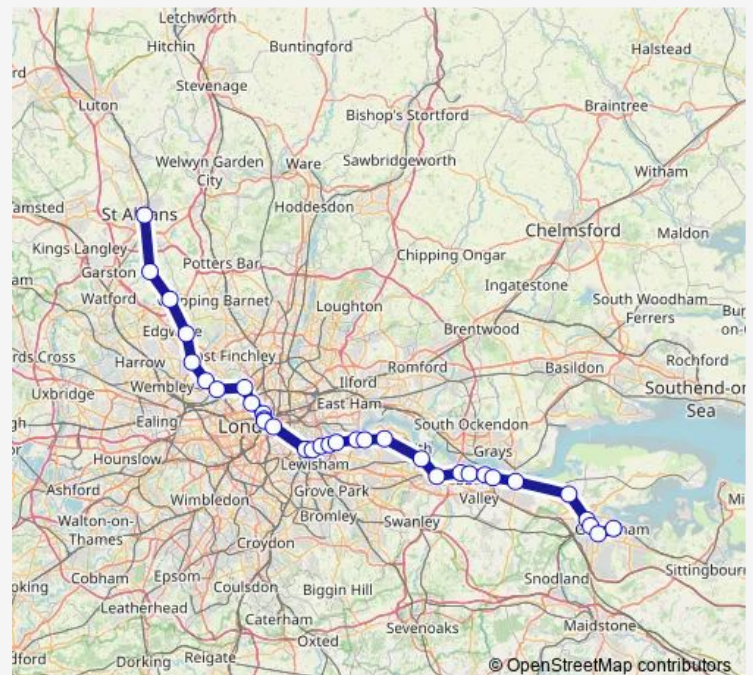 Letchworth
Hitchin
Buntingford
Halstead
Stevenage
Luton
Bishop's Stortford
Braintree
Welwyn Garden
City
Ware
Sawbridgeworth
Witham
St Albans
Hoddesdon
Chelmsford
Maldon
Kings Langley
Potters Bar
Chipping Ongar
Garston
Ingatestone
Watford
South Woodham
Ferrers
Loughton
Brentwood
Rochford
Harrow
Romford
Basildon
Wembley
Ilford
Southend-on
Sea
Uxbridge
East Ham
Ealing
South Ockendon
Hounslow
Grays
Lewisham
Ashford
Grove Park
Valley
Wimbledon
Bromley
Swanley
Walton-on-
Thames
Croydon
Sittingbour
Cobham
Epsom
Snodland
Coulsdon
Biggin Hill
Leatherhead
Caterham
Maidstone
Sevenoaks
Oxted
Dorking
Reigate
© OpenStreetMap contributors